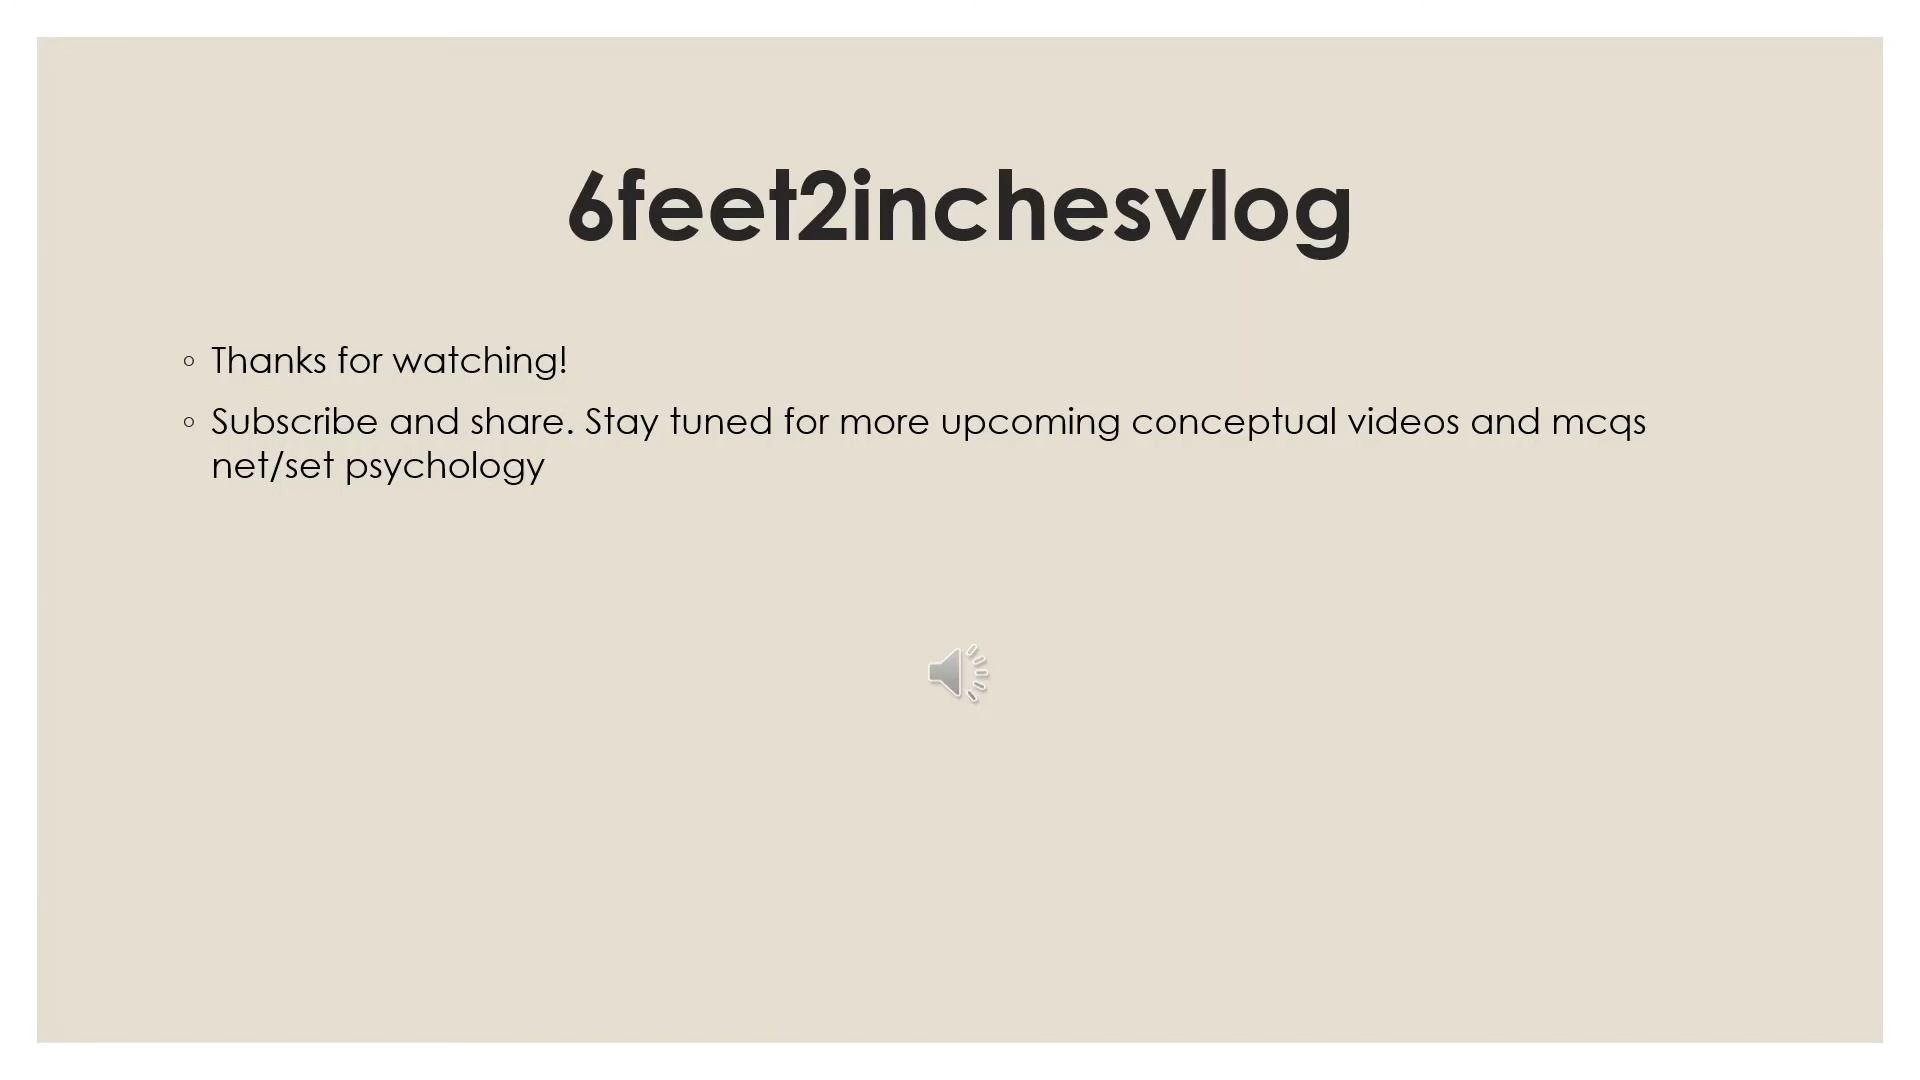 6feet2inchesvlog
◦ Thanks for watching!
◦ Subscribe and share. Stay tuned for more upcoming conceptual videos and mcqs
net/set psychology